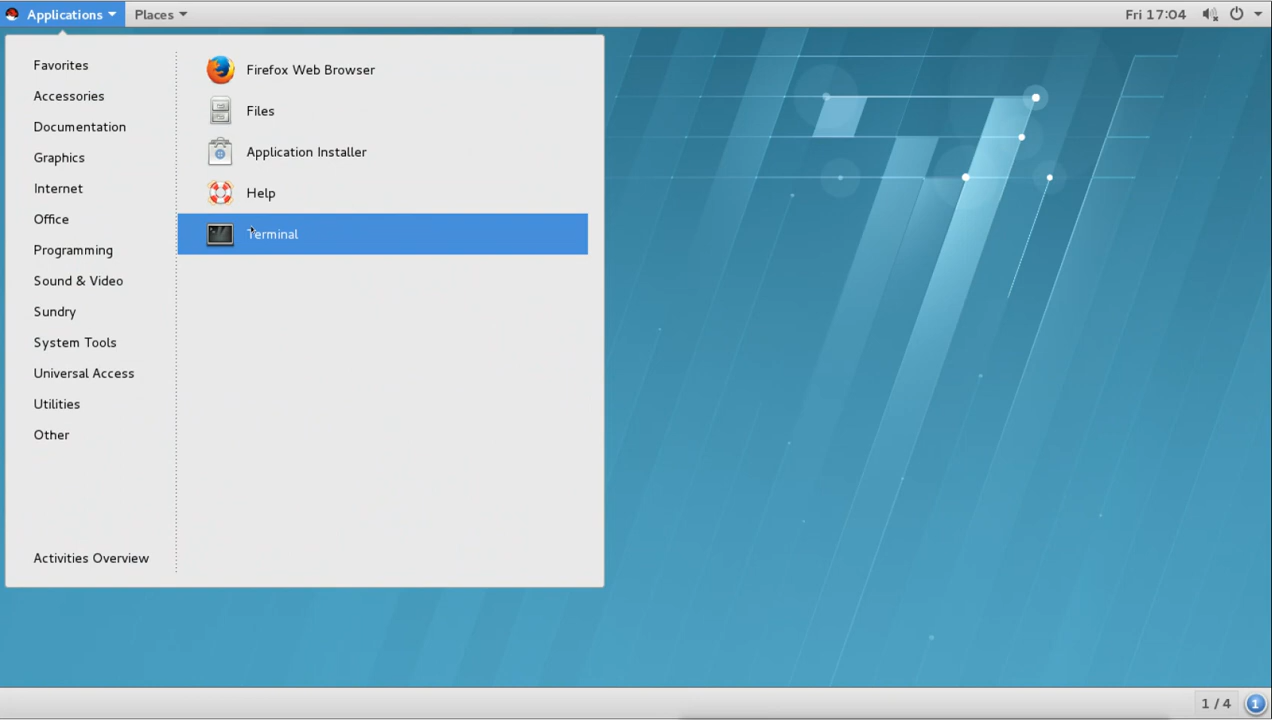 Applications Places Fri 17:04
Favorites
Accessories
Documentation
Graphics
Internet
Office
Programming
Sound & Video
Sundry
System Tools
Universal Access
Utilities
Other
Activities Overview
Firefox Web Browser
Files
Application Installer
Help
Terminal
1 / 4 1